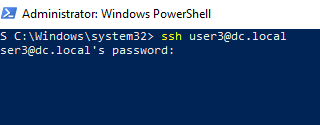 Administrator: Windows PowerShell
S C:\Windows\system32> ssh user3@dc.local
ser3@dc.local's password: